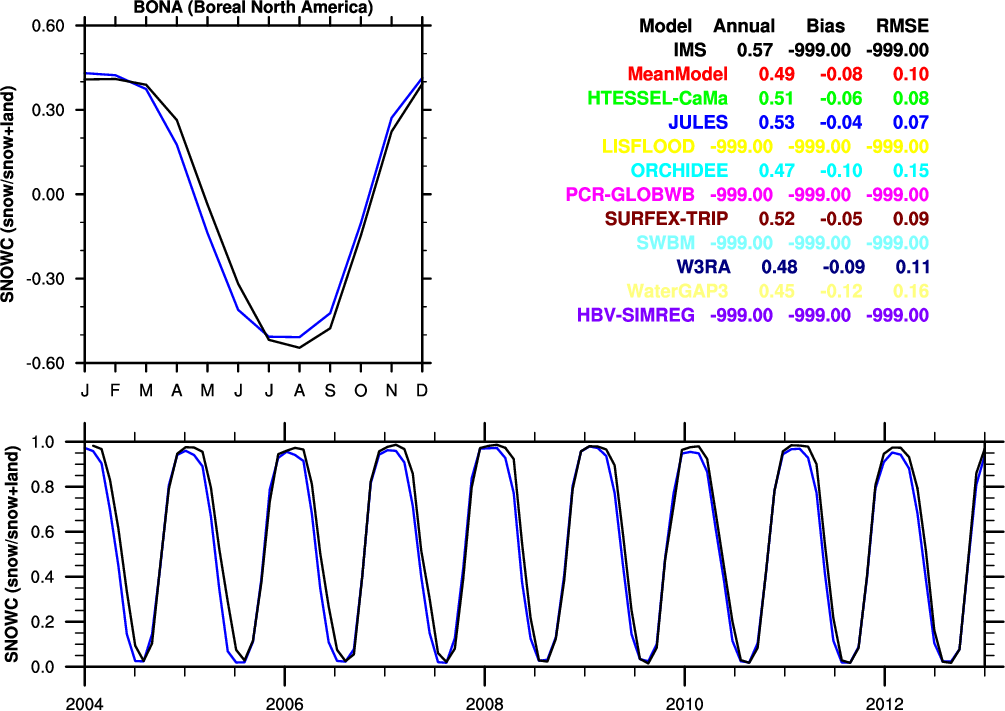 BONA (Boreal North America)
SNOWC (snow/snow+land)
0.60
0.30
0.00
-0.30
-0.60
J F M A M J J A S O N D
Model Annual Bias RMSE
IMS 0.57 -999.00 -999.00
MeanModel 0.49 -0.08 0.10
HTESSEL-CaMa 0.51 -0.06 0.08
JULES 0.53 -0.04 0.07
LISFLOOD -999.00 -999.00 -999.00
ORCHIDEE 0.47 -0.10 0.15
PCR-GLOBWB -999.00 -999.00 -999.00
SURFEX-TRIP 0.52 -0.05 0.09
SWBM -999.00 -999.00 -999.00
W3RA 0.48 -0.09 0.11
WaterGAP3 0.45 -0.12 0.16
HBV-SIMREG -999.00 -999.00 -999.00
SNOWC (snow/snow+land)
1.0
0.8
0.6
0.4
0.2
0.0
2004 2006 2008 2010 2012